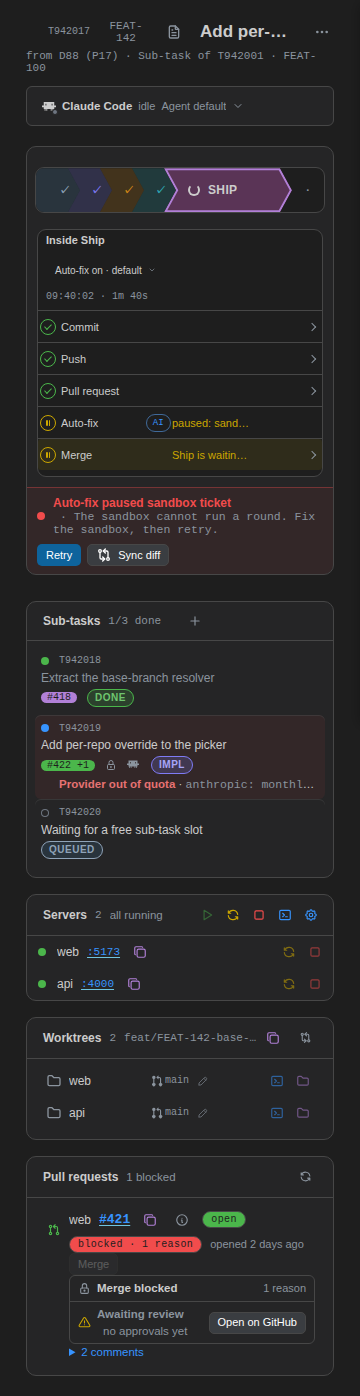 T942017 FEAT-142 Add per-…
from D88 (P17) · Sub-task of T942001 · FEAT-100
Claude Code idle Agent default
SHIP
Inside Ship
Auto-fix on · default
09:40:02 · 1m 40s
Commit
Push
Pull request
Auto-fix AI paused: sand…
Merge Ship is waitin…
Auto-fix paused sandbox ticket
· The sandbox cannot run a round. Fix
the sandbox, then retry.
Retry Sync diff
Sub-tasks 1/3 done
T942018
Extract the base-branch resolver
#418 DONE
T942019
Add per-repo override to the picker
#422 +1 IMPL
Provider out of quota · anthropic: monthl…
T942020
Waiting for a free sub-task slot
QUEUED
Servers 2 all running
web :5173
api :4000
Worktrees 2 feat/FEAT-142-base-…
web main
api main
Pull requests 1 blocked
web #421 open
blocked · 1 reason opened 2 days ago
Merge
Merge blocked 1 reason
Awaiting review
no approvals yet
Open on GitHub
2 comments